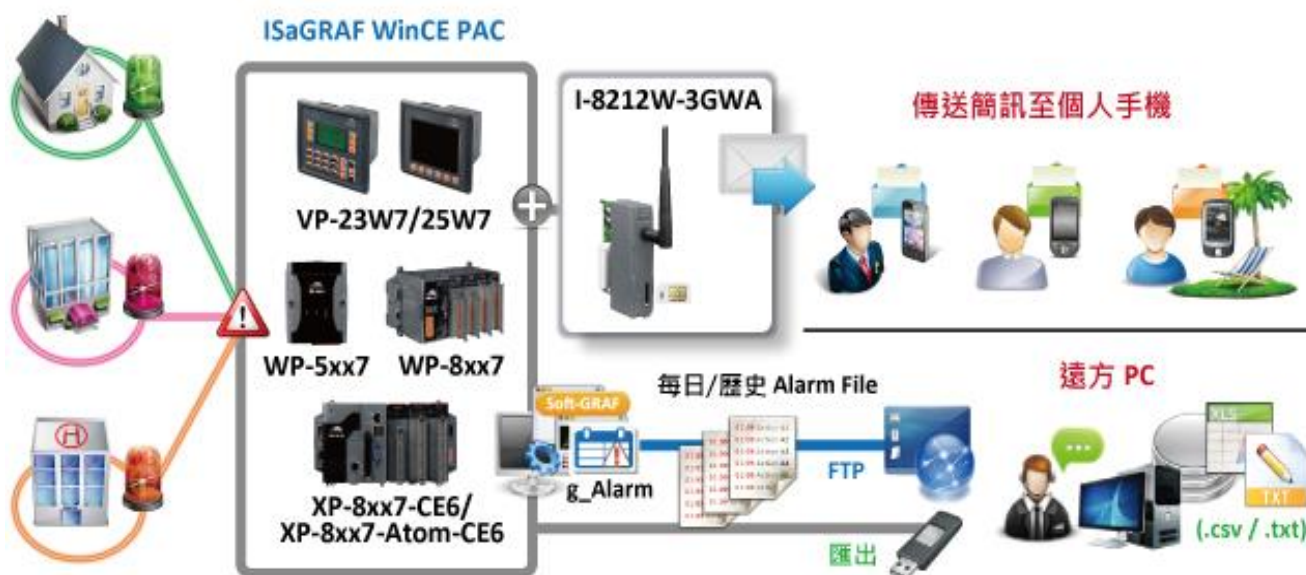 ISaGRAF WinCE PAC
VP-23W7/25W7
WP-5xx7
WP-8xx7
XP-8xx7-CE6/
XP-8xx7-Atom-CE6
I-8212W-3GWA
傳送簡訊至個人手機
Soft-GRAF
g_Alarm
每日/歷史 Alarm File
FTP
匯出
遠方 PC
XLS
TXT
(.csv / .txt)
H